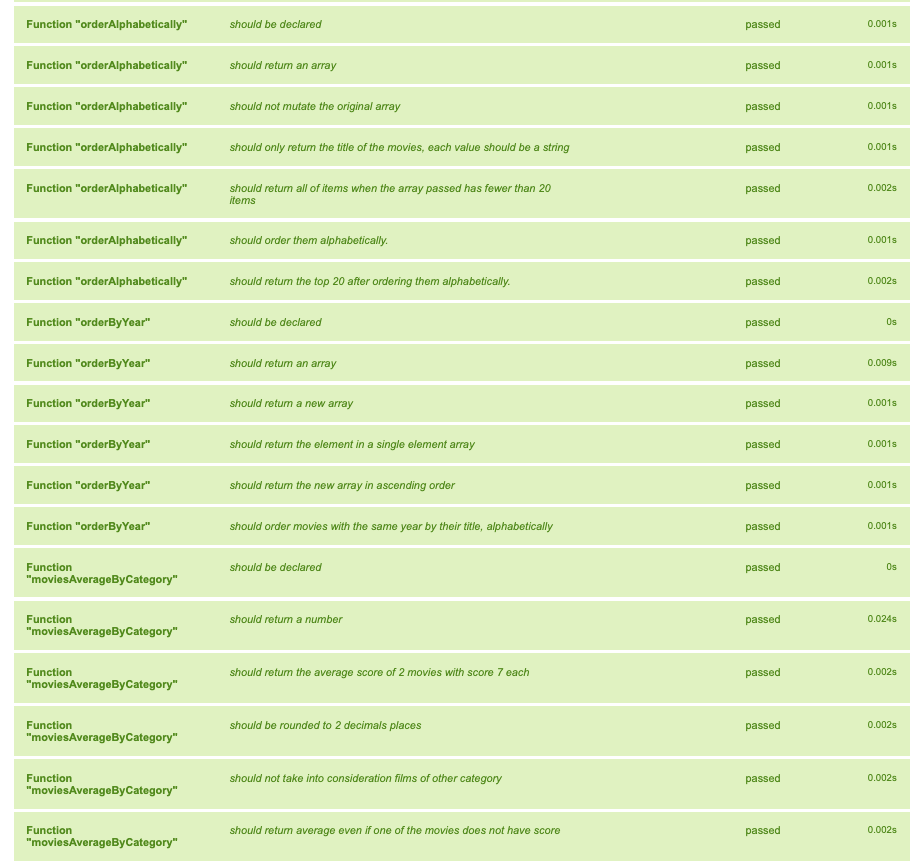 Function "orderAlphabetically" should be declared passed 0.001s
Function "orderAlphabetically" should return an array passed 0.001s
Function "orderAlphabetically" should not mutate the original array passed 0.001s
Function "orderAlphabetically" should only return the title of the movies, each value should be a string passed 0.001s
Function "orderAlphabetically" should return all of items when the array passed has fewer than 20 passed 0.002s
items
Function "orderAlphabetically" should order them alphabetically. passed 0.001s
Function "orderAlphabetically" should return the top 20 after ordering them alphabetically. passed 0.002s
Function "orderByYear" should be declared passed 0s
Function "orderByYear" should return an array passed 0.009s
Function "orderByYear" should return a new array passed 0.001s
Function "orderByYear" should return the element in a single element array passed 0.001s
Function "orderByYear" should return the new array in ascending order passed 0.001s
Function "orderByYear" should order movies with the same year by their title, alphabetically passed 0.001s
Function should be declared passed 0s
"moviesAverageByCategory"
Function should return a number passed 0.024s
"moviesAverageByCategory"
Function should return the average score of 2 movies with score 7 each passed 0.002s
"moviesAverageByCategory"
Function should be rounded to 2 decimals places passed 0.002s
"moviesAverageByCategory"
Function should not take into consideration films of other category passed 0.002s
"moviesAverageByCategory"
Function should return average even if one of the movies does not have score passed 0.002s
"moviesAverageByCategory"